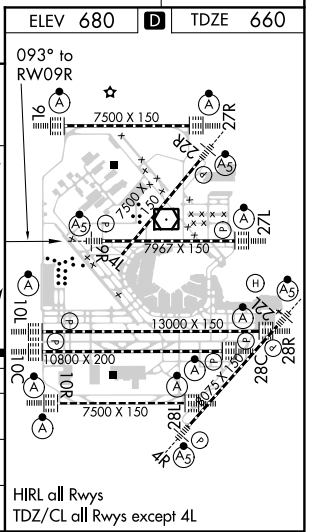 ELEV 680 D TDZE 660
093° to
RW09R
A A
9L 7500 X 150 27R
22R
A5
P
7500 X 150
A5 P P A
9R 7967 X 150 27L
4L
H
A A5
10L P 13000 X 150 A 22L
P P 28R
10C 10800 X 200 P 28C
A A A
10R 7500 X 150 28L 8075 X 150
A P
4R A5
HIRL all Rwys
TDZ/CL all Rwys except 4L